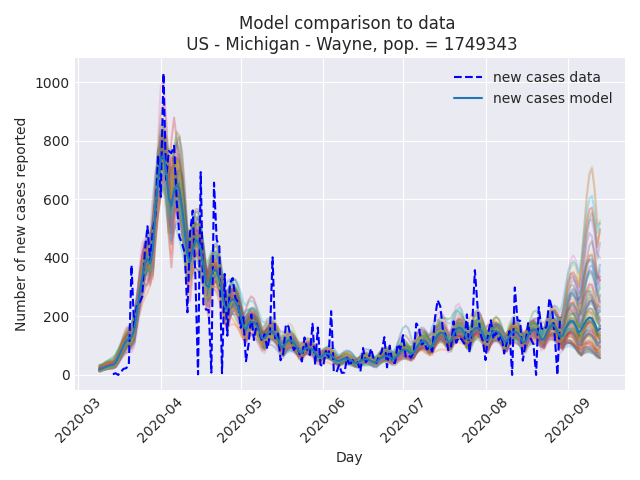 Model comparison to data
US - Michigan - Wayne, pop. = 1749343
new cases data
new cases model
Number of new cases reported
1000
800
600
400
200
0
2020-03
2020-04
2020-05
2020-06
2020-07
2020-08
2020-09
Day